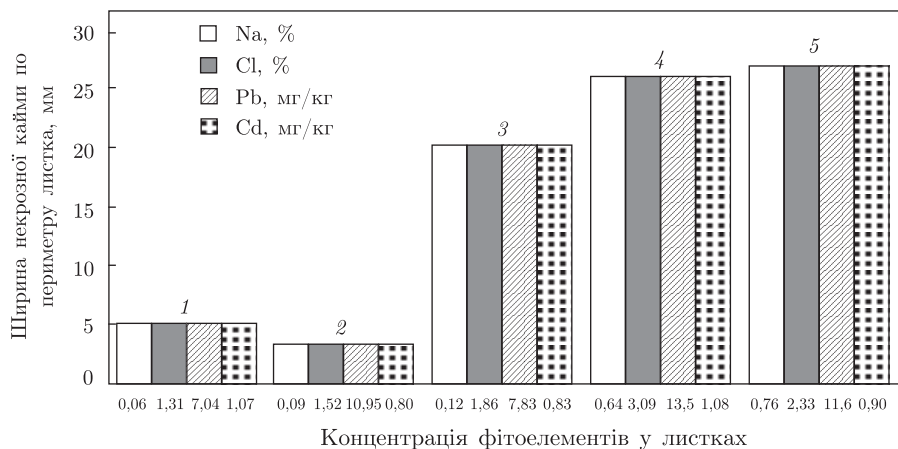 Ширина некрозної кайми по
периметру листка, мм
30
25
20
15
10
5
0
Na, %
Cl, %
Pb, мг/кг
Cd, мг/кг
1
2
3
4
5
0,06 1,31 7,04 1,07
0,09 1,52 10,95 0,80
0,12 1,86 7,83 0,83
0,64 3,09 13,5 1,08
0,76 2,33 11,6 0,90
Концентрація фітоелементів у листках